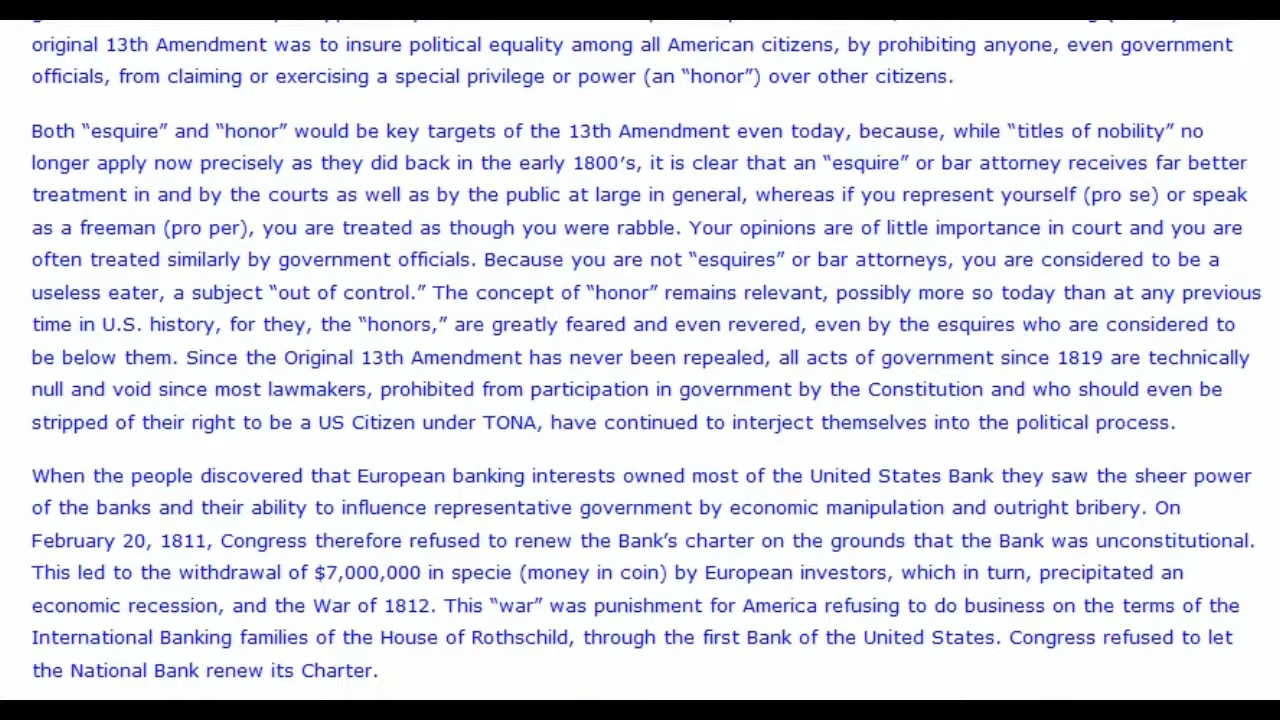 original 13th Amendment was to insure political equality among all American citizens, by prohibiting anyone, even government
officials, from claiming or exercising a special privilege or power (an “honor”) over other citizens.
Both “esquire” and “honor” would be key targets of the 13th Amendment even today, because, while “titles of nobility” no
longer apply now precisely as they did back in the early 1800’s, it is clear that an “esquire” or bar attorney receives far better
treatment in and by the courts as well as by the public at large in general, whereas if you represent yourself (pro se) or speak
as a freeman (pro per), you are treated as though you were rabble. Your opinions are of little importance in court and you are
often treated similarly by government officials. Because you are not “esquires” or bar attorneys, you are considered to be a
useless eater, a subject “out of control.” The concept of “honor” remains relevant, possibly more so today than at any previous
time in U.S. history, for they, the “honors,” are greatly feared and even revered, even by the esquires who are considered to
be below them. Since the Original 13th Amendment has never been repealed, all acts of government since 1819 are technically
null and void since most lawmakers, prohibited from participation in government by the Constitution and who should even be
stripped of their right to be a US Citizen under TONA, have continued to interject themselves into the political process.
When the people discovered that European banking interests owned most of the United States Bank they saw the sheer power
of the banks and their ability to influence representative government by economic manipulation and outright bribery. On
February 20, 1811, Congress therefore refused to renew the Bank’s charter on the grounds that the Bank was unconstitutional.
This led to the withdrawal of $7,000,000 in specie (money in coin) by European investors, which in turn, precipitated an
economic recession, and the War of 1812. This “war” was punishment for America refusing to do business on the terms of the
International Banking families of the House of Rothschild, through the first Bank of the United States. Congress refused to let
the National Bank renew its Charter.